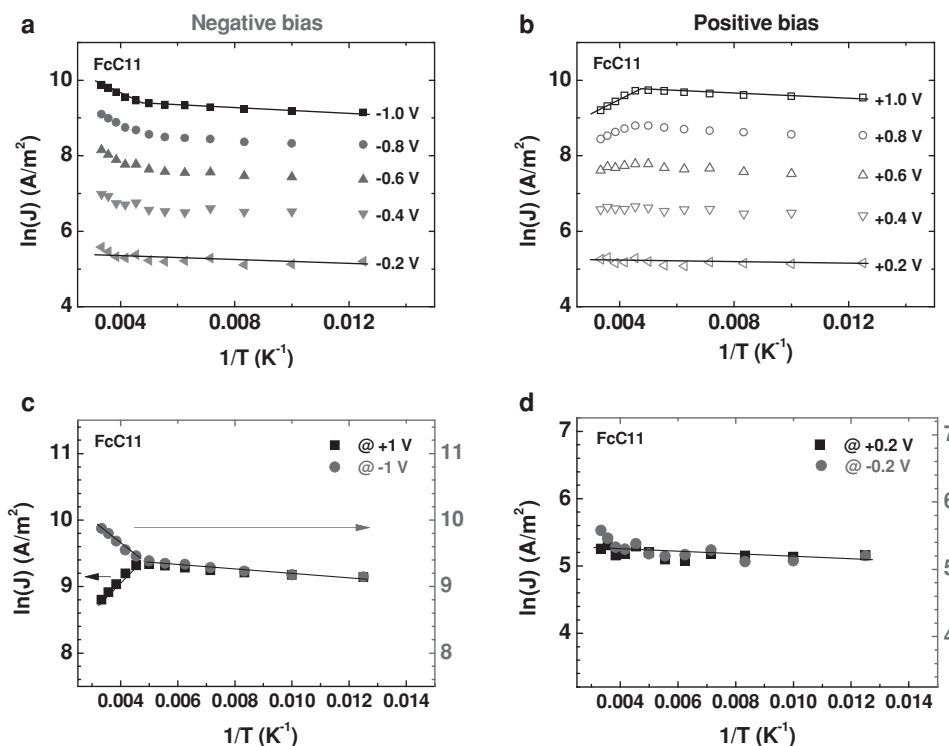 a
Negative bias
FcC11
10
8
6
4
-1.0 V
-0.8 V
-0.6 V
-0.4 V
-0.2 V
ln(J) (A/m²)
0.004
0.008
0.012
1/T (K⁻¹)
b
Positive bias
FcC11
10
8
6
4
+1.0 V
+0.8 V
+0.6 V
+0.4 V
+0.2 V
ln(J) (A/m²)
0.004
0.008
0.012
1/T (K⁻¹)
c
FcC11
@ +1 V
@ -1 V
11
10
9
8
11
10
9
8
ln(J) (A/m²)
0.004
0.006
0.008
0.010
0.012
0.014
1/T (K⁻¹)
d
FcC11
@ +0.2 V
@ -0.2 V
7
6
5
4
7
6
5
4
ln(J) (A/m²)
0.004
0.006
0.008
0.010
0.012
0.014
1/T (K⁻¹)